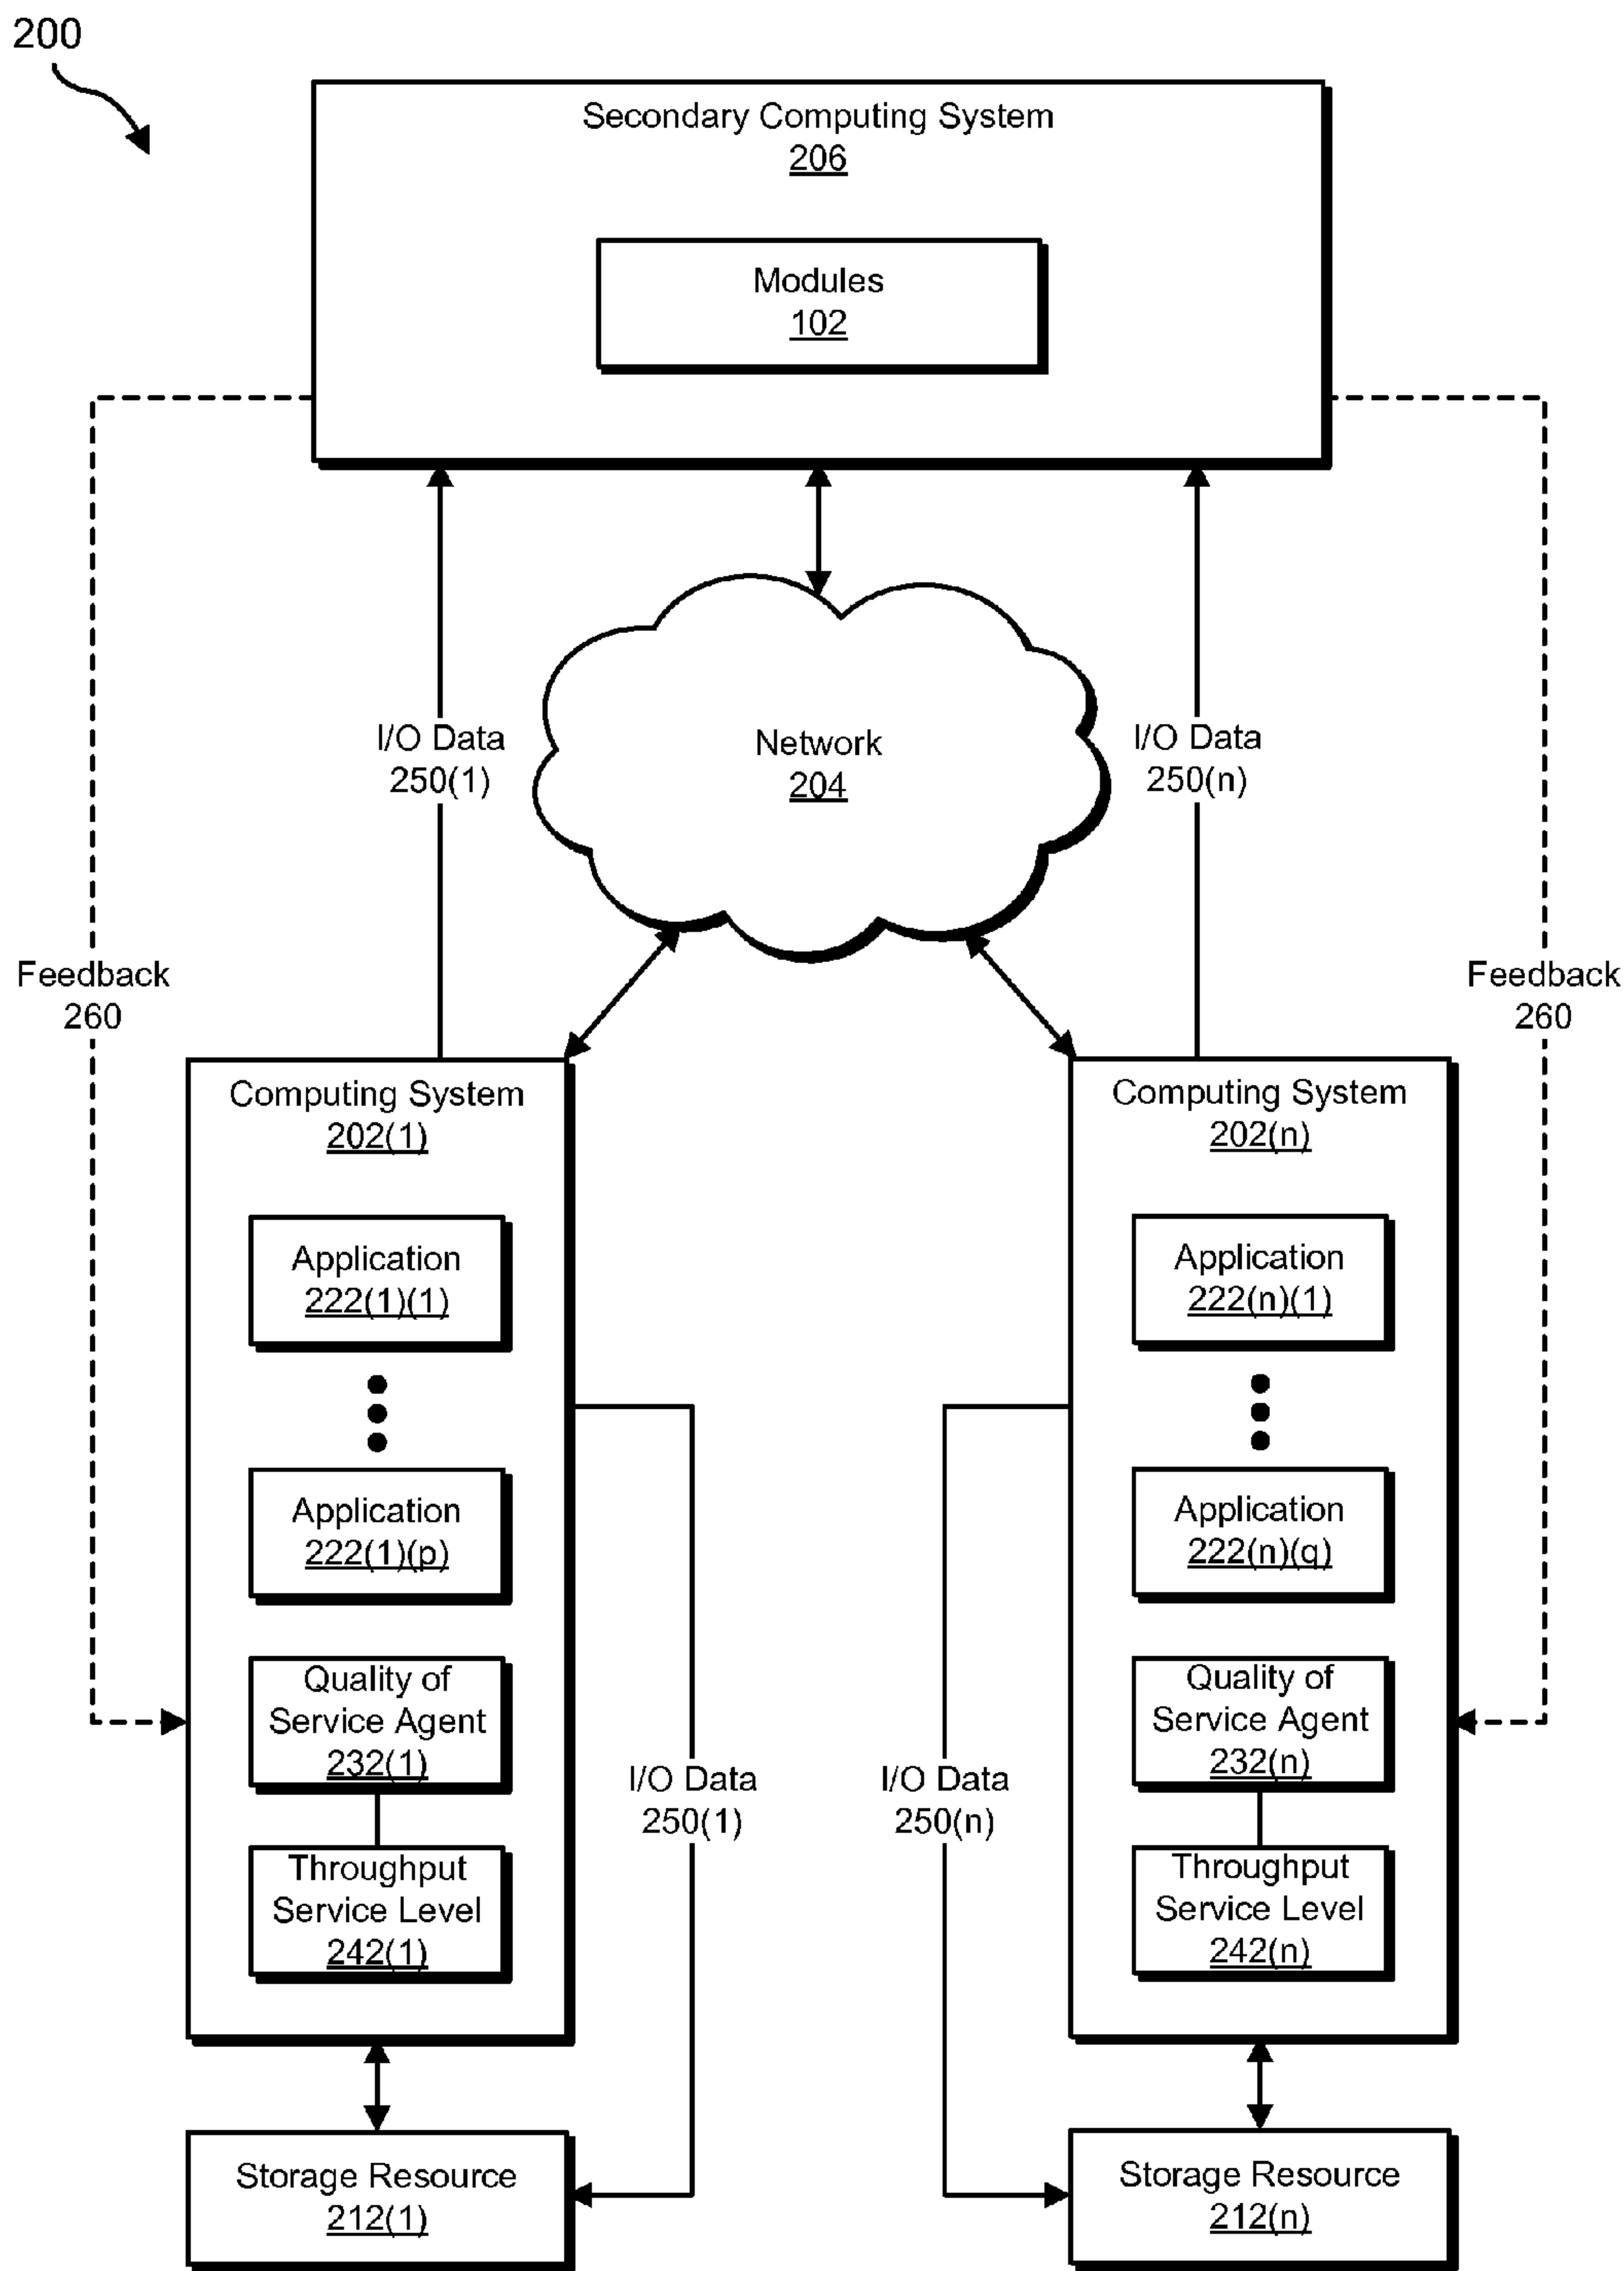 200
Secondary Computing System
206
Modules
102
I/O Data
250(1)
Network
204
I/O Data
250(n)
Feedback
260
Feedback
260
Computing System
202(1)
Application
222(1)(1)
Application
222(1)(p)
Quality of
Service Agent
232(1)
Throughput
Service Level
242(1)
I/O Data
250(1)
Storage Resource
212(1)
Computing System
202(n)
Application
222(n)(1)
Application
222(n)(q)
Quality of
Service Agent
232(n)
Throughput
Service Level
242(n)
I/O Data
250(n)
Storage Resource
212(n)